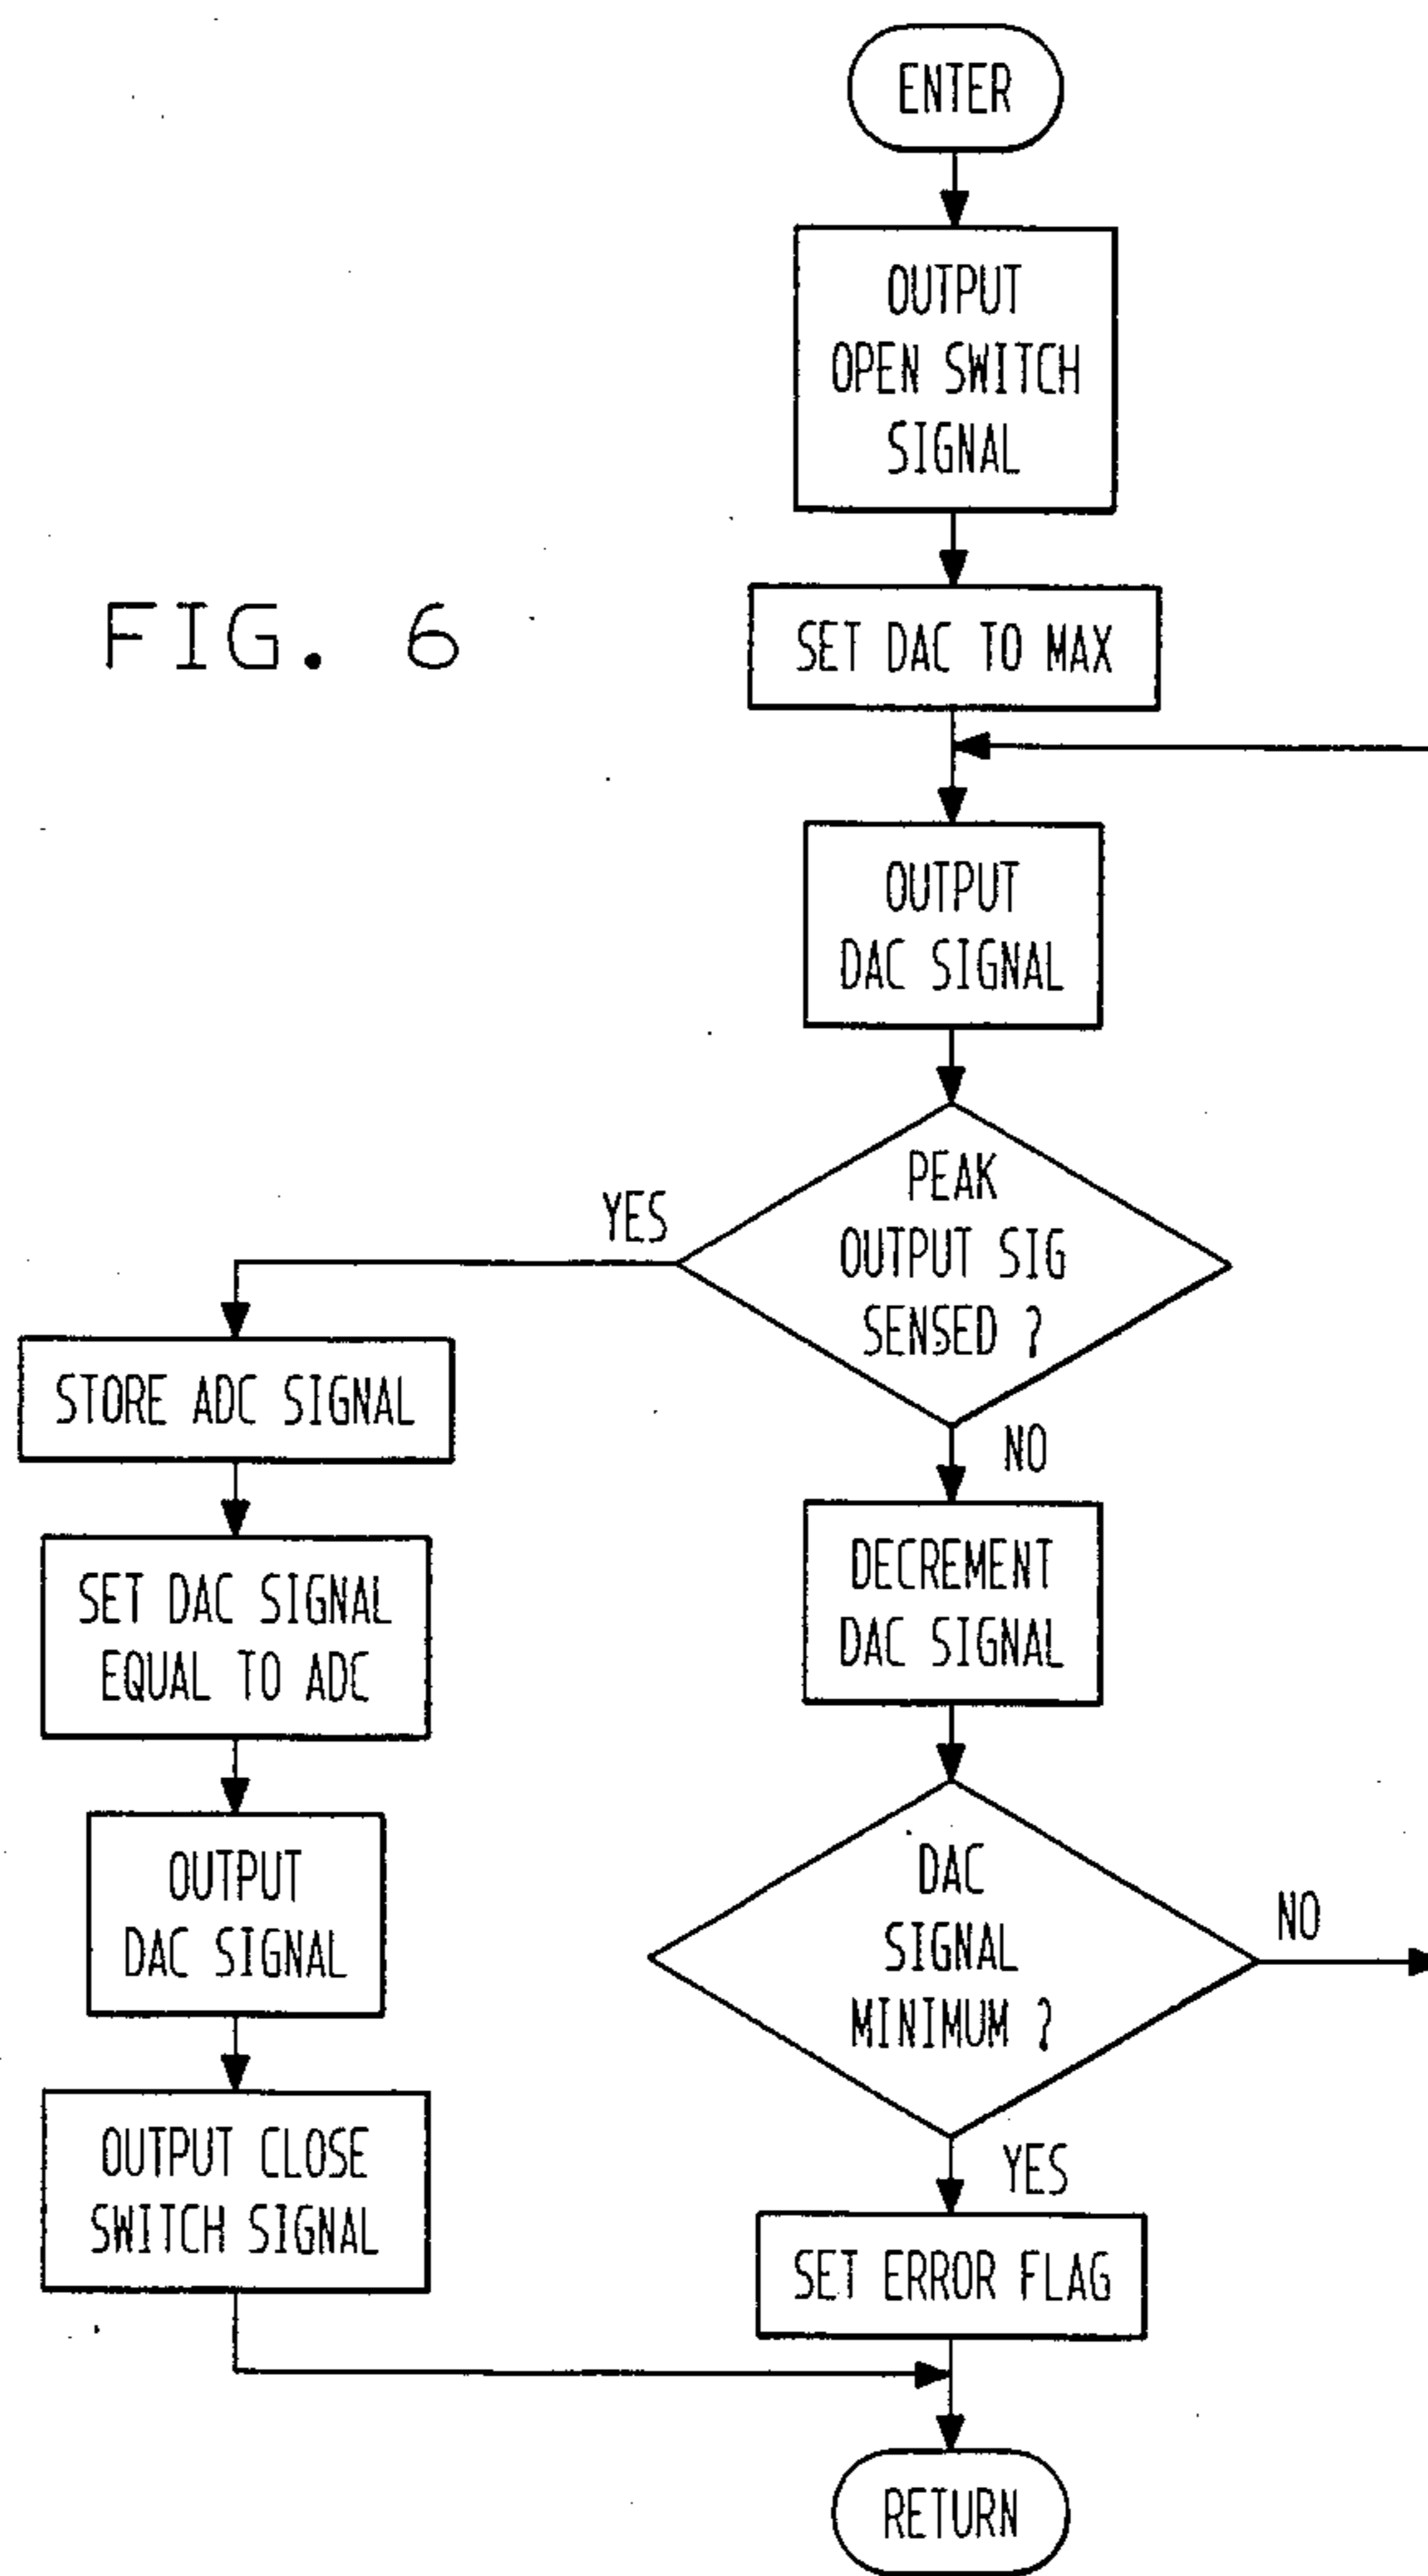 ENTER
OUTPUT
OPEN SWITCH
SIGNAL
FIG. 6
SET DAC TO MAX
OUTPUT
DAC SIGNAL
PEAK
OUTPUT SIG
SENSED ?
YES
NO
STORE ADC SIGNAL
SET DAC SIGNAL
EQUAL TO ADC
OUTPUT
DAC SIGNAL
OUTPUT CLOSE
SWITCH SIGNAL
DECREMENT
DAC SIGNAL
DAC
SIGNAL
MINIMUM ?
NO
YES
SET ERROR FLAG
RETURN